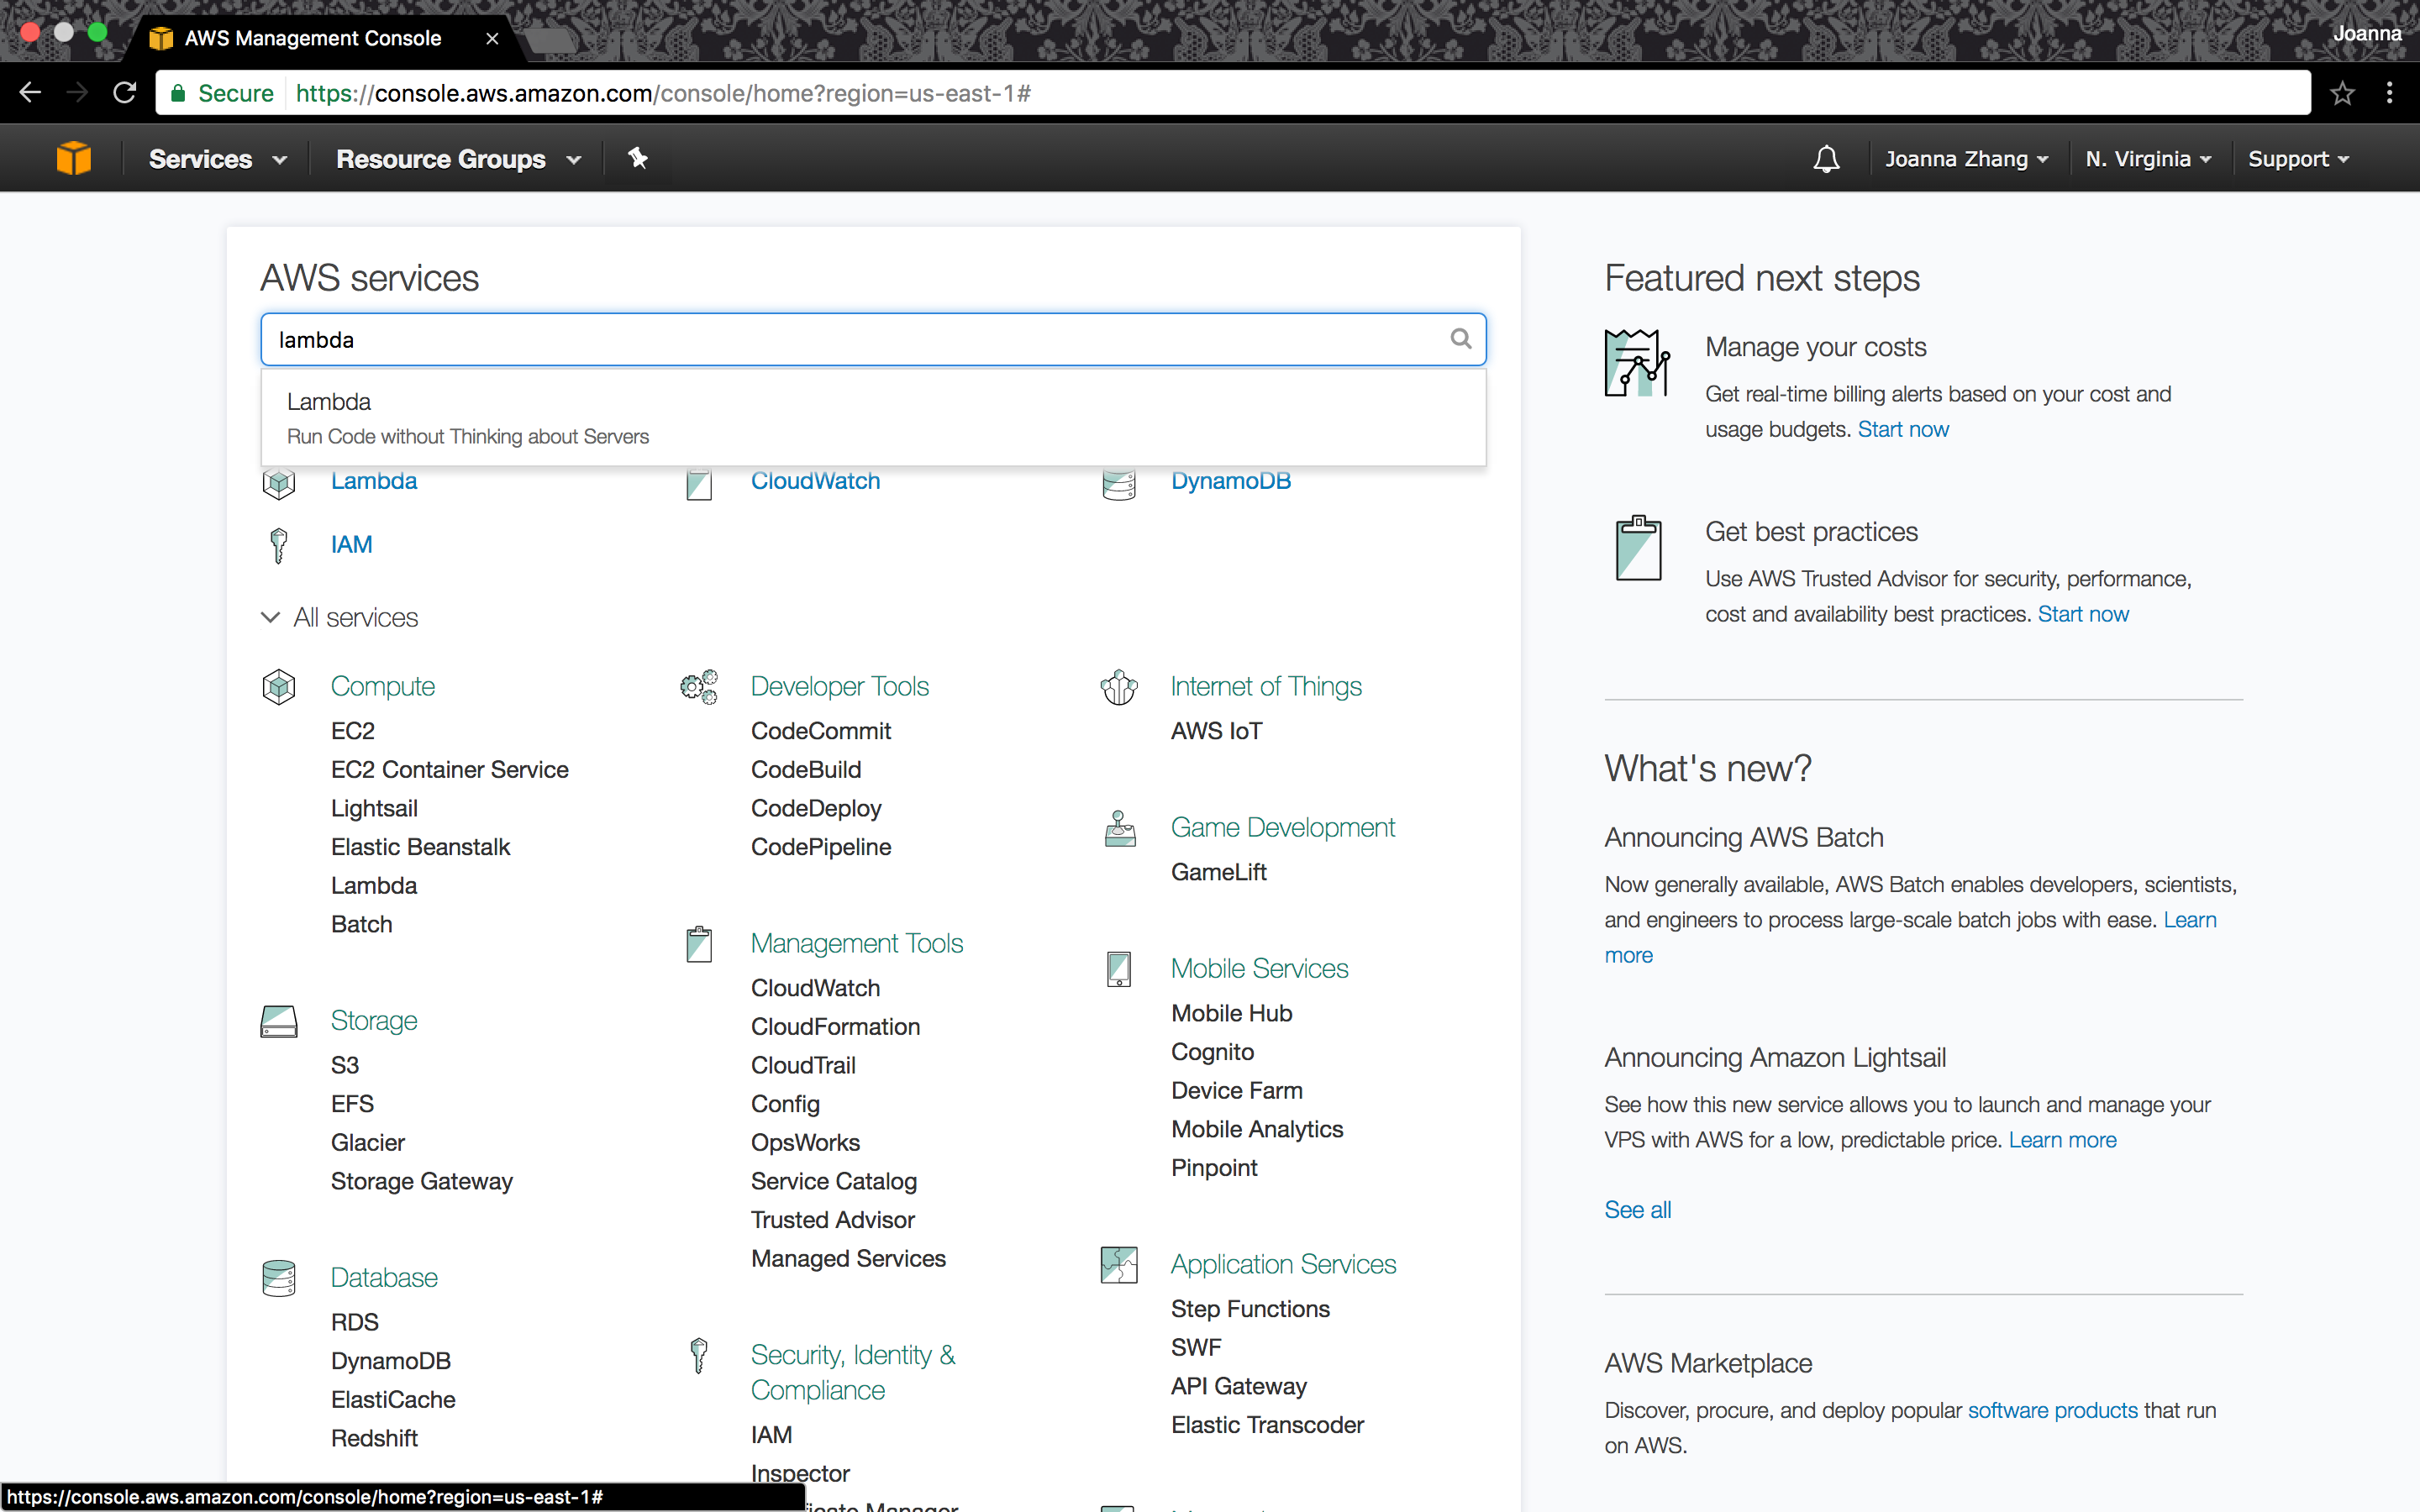 AWS Management Console
Joanna
Secure
https://console.aws.amazon.com/console/home?region=us-east-1#
Services
Resource Groups
Joanna Zhang
N. Virginia
Support
AWS services
lambda
Lambda
Run Code without Thinking about Servers
Lambda
CloudWatch
DynamoDB
IAM
All services
Compute
EC2
EC2 Container Service
Lightsail
Elastic Beanstalk
Lambda
Batch
Storage
S3
EFS
Glacier
Storage Gateway
Database
RDS
DynamoDB
ElastiCache
Redshift
Developer Tools
CodeCommit
CodeBuild
CodeDeploy
CodePipeline
Management Tools
CloudWatch
CloudFormation
CloudTrail
Config
OpsWorks
Service Catalog
Trusted Advisor
Managed Services
Security, Identity &
Compliance
IAM
Inspector
Internet of Things
AWS IoT
Game Development
GameLift
Mobile Services
Mobile Hub
Cognito
Device Farm
Mobile Analytics
Pinpoint
Application Services
Step Functions
SWF
API Gateway
Elastic Transcoder
Featured next steps
Manage your costs
Get real-time billing alerts based on your cost and
usage budgets. Start now
Get best practices
Use AWS Trusted Advisor for security, performance,
cost and availability best practices. Start now
What's new?
Announcing AWS Batch
Now generally available, AWS Batch enables developers, scientists,
and engineers to process large-scale batch jobs with ease. Learn
more
Announcing Amazon Lightsail
See how this new service allows you to launch and manage your
VPS with AWS for a low, predictable price. Learn more
See all
AWS Marketplace
Discover, procure, and deploy popular software products that run
on AWS.
https://console.aws.amazon.com/console/home?region=us-east-1#